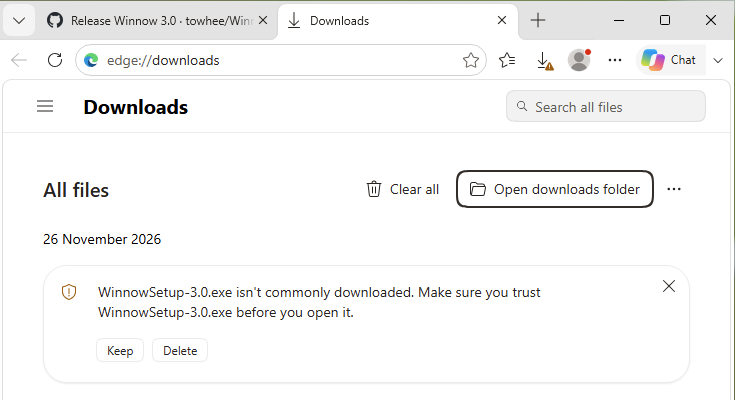 Release Winnow 3.0 · towhee/Winn
Downloads
edge://downloads
Chat
Downloads
Search all files
All files
Clear all
Open downloads folder
26 November 2026
WinnowSetup-3.0.exe isn't commonly downloaded. Make sure you trust
WinnowSetup-3.0.exe before you open it.
Keep
Delete